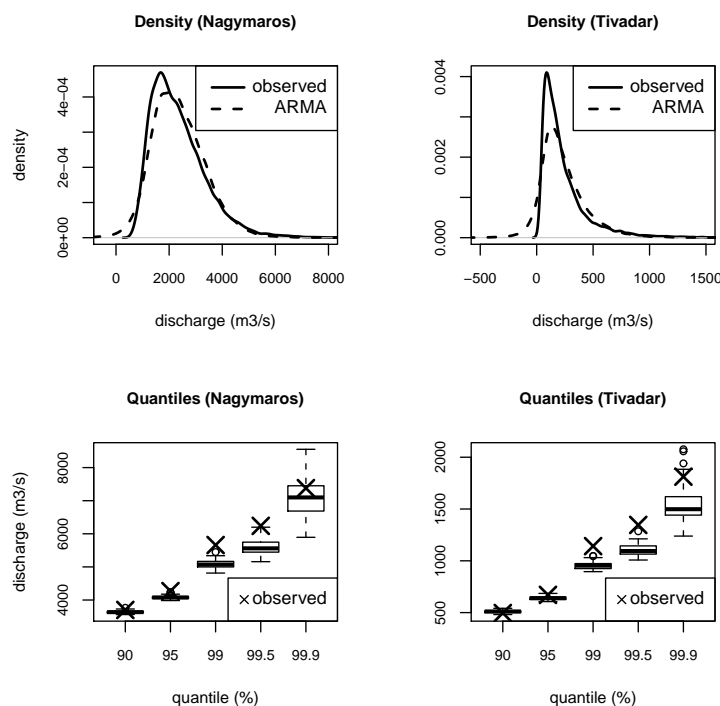 Density (Nagymaros)
density
0e+00
2e-04
4e-04
observed
ARMA
0 2000 4000 6000 8000
discharge (m3/s)
Density (Tivadar)
0.000
0.002
0.004
observed
ARMA
−500 0 500 1000 1500
discharge (m3/s)
Quantiles (Nagymaros)
discharge (m3/s)
4000
6000
8000
×observed
90 95 99 99.5 99.9
quantile (%)
Quantiles (Tivadar)
500
1000
1500
2000
×observed
90 95 99 99.5 99.9
quantile (%)